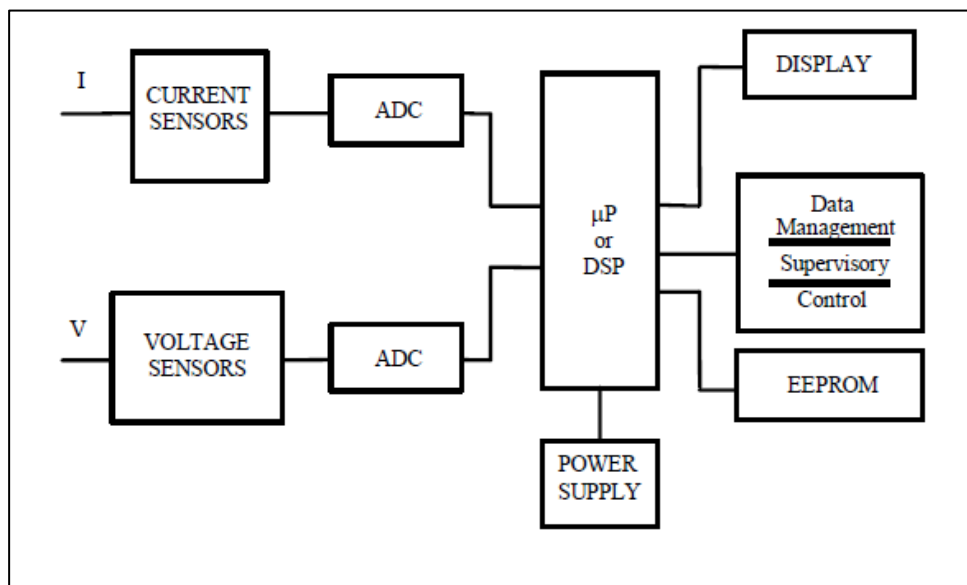 I
CURRENT
SENSORS
ADC
V
VOLTAGE
SENSORS
ADC
μP
or
DSP
POWER
SUPPLY
DISPLAY
Data
Management
Supervisory
Control
EEPROM